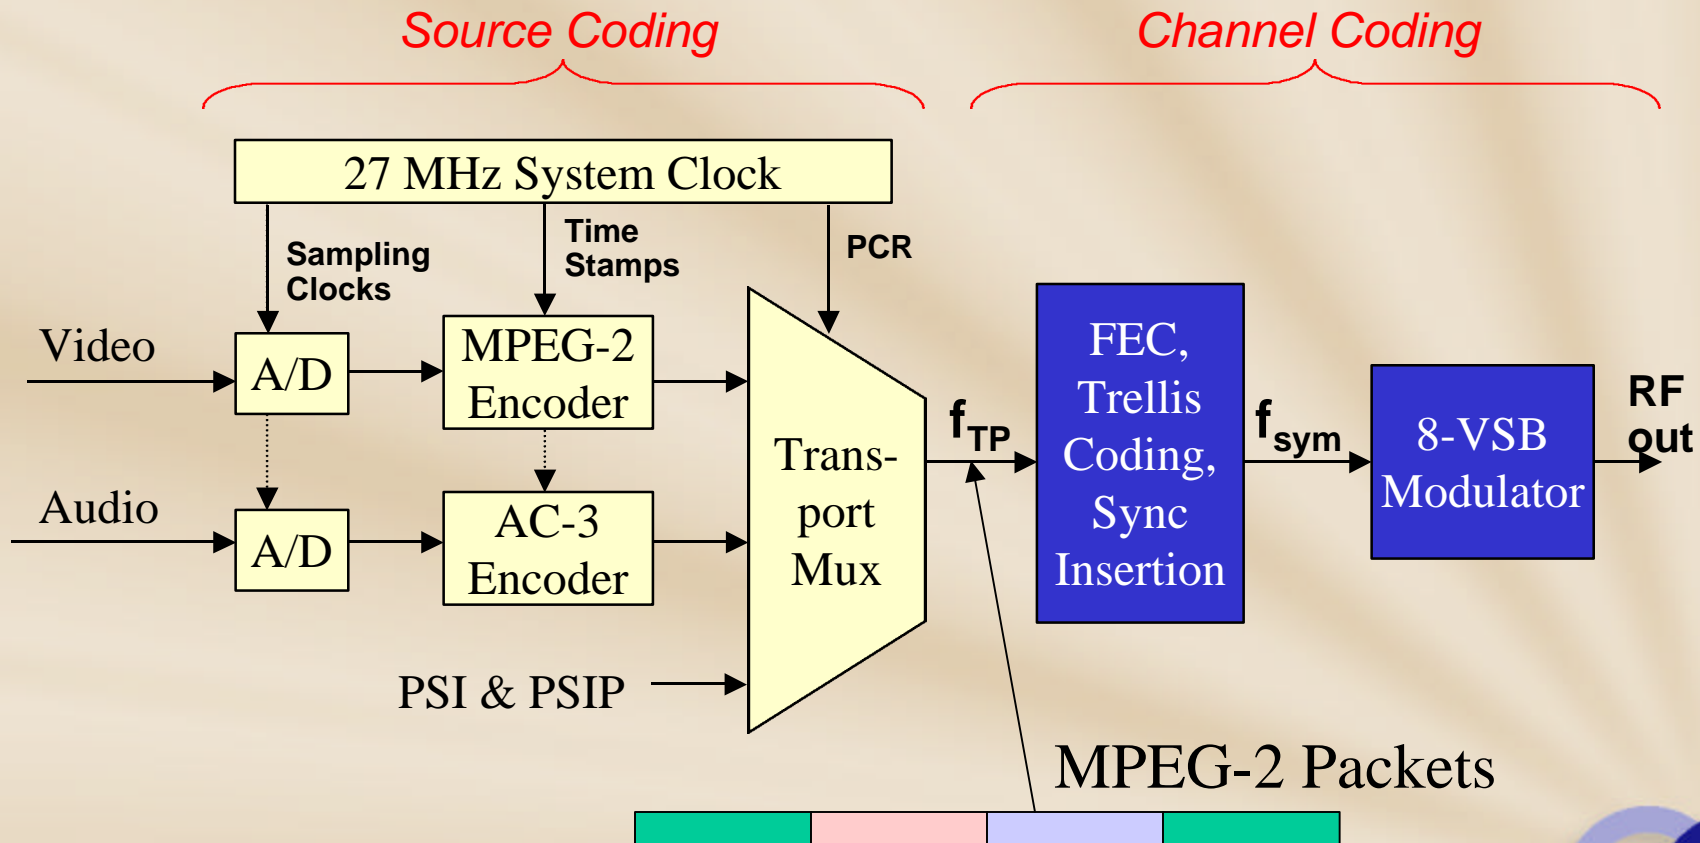 Source Coding
Channel Coding
27 MHz System Clock
Sampling
Clocks
Time
Stamps
PCR
Video
A/D
MPEG-2
Encoder
Audio
A/D
AC-3
Encoder
PSI & PSIP
Trans-
port
Mux
fTP
FEC,
Trellis
Coding,
Sync
Insertion
fsym
8-VSB
Modulator
RF
out
MPEG-2 Packets